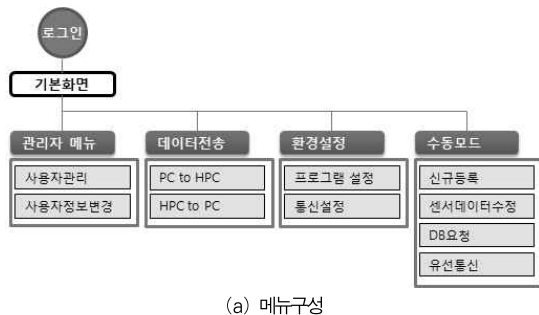 로그인
기본화면
관리자 메뉴
사용자관리
사용자정보변경
데이터전송
PC to HPC
HPC to PC
환경설정
프로그램 설정
통신설정
수동모드
신규등록
센서데이터수정
DB요청
유선통신
(a) 메뉴구성